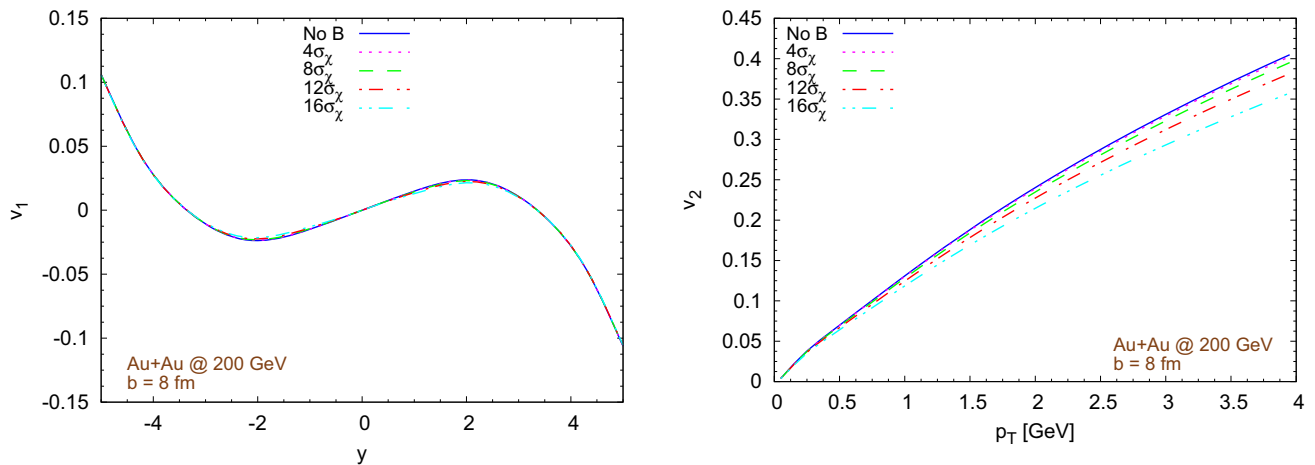 0.15
0.1
0.05
0
-0.05
-0.1
-0.15
-4
-2
0
2
4
v₁
y
No B
4σᵪ
8σᵪ
12σᵪ
16σᵪ
Au+Au @ 200 GeV
b = 8 fm
0.45
0.4
0.35
0.3
0.25
0.2
0.15
0.1
0.05
0
0
0.5
1
1.5
2
2.5
3
3.5
4
v₂
p_T [GeV]
No B
4σᵪ
8σᵪ
12σᵪ
16σᵪ
Au+Au @ 200 GeV
b = 8 fm